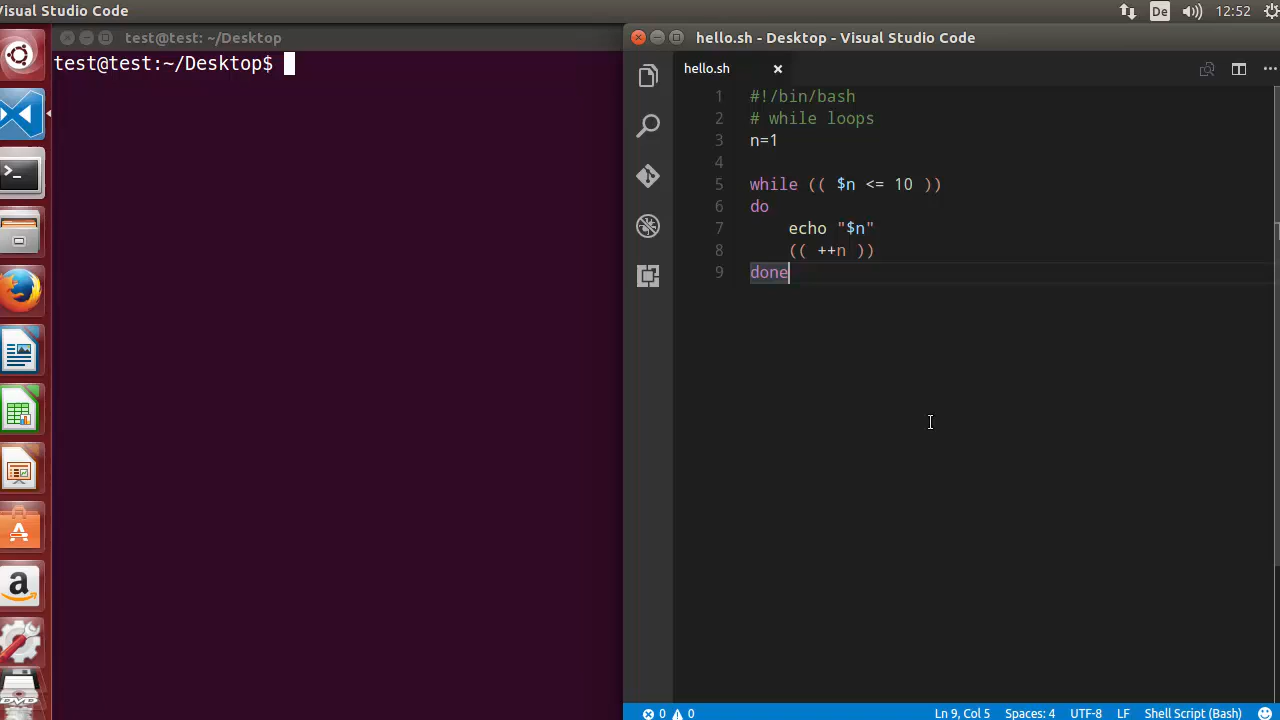 Visual Studio Code
De
12:52
test@test: ~/Desktop
test@test:~/Desktop$
hello.sh - Desktop - Visual Studio Code
hello.sh
1 #!/bin/bash
2 # while loops
3 n=1
4
5 while (( $n <= 10 ))
6 do
7     echo "$n"
8     (( ++n ))
9 done
0 0
Ln 9, Col 5 Spaces: 4 UTF-8 LF Shell Script (Bash)
A
a
DVD